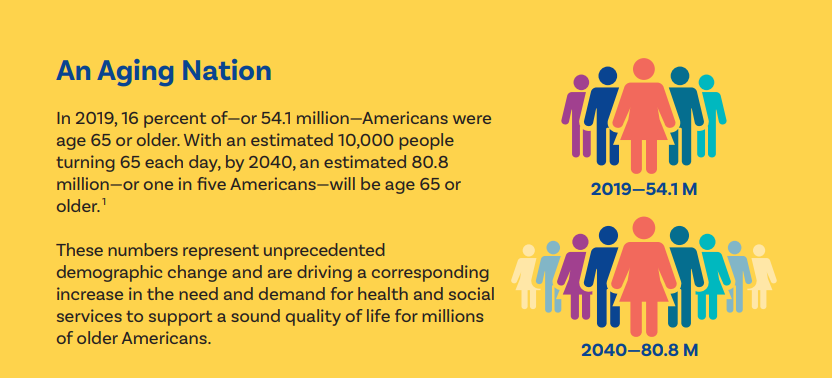 An Aging Nation
In 2019, 16 percent of—or 54.1 million—Americans were
age 65 or older. With an estimated 10,000 people
turning 65 each day, by 2040, an estimated 80.8
million—or one in five Americans—will be age 65 or
older.¹
These numbers represent unprecedented
demographic change and are driving a corresponding
increase in the need and demand for health and social
services to support a sound quality of life for millions
of older Americans.
2019—54.1 M
2040—80.8 M